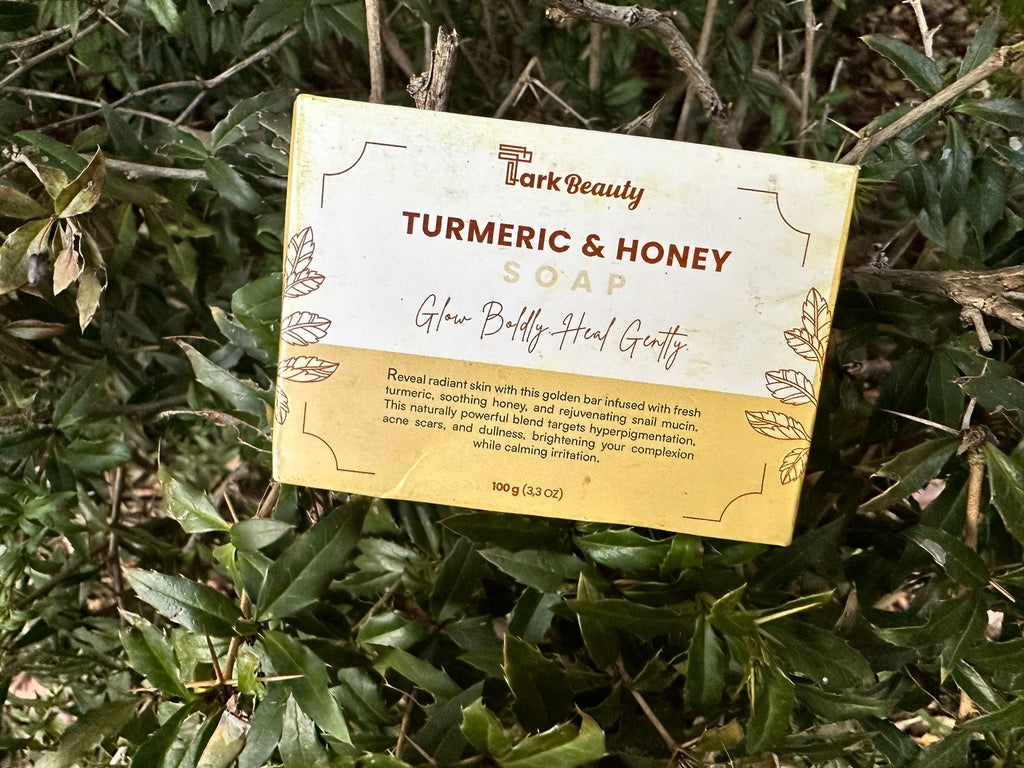 Tark Beauty
TURMERIC & HONEY
SOAP
Glow Boldly. Heal Gently.
Reveal radiant skin with this golden bar infused with fresh
turmeric, soothing honey, and rejuvenating snail mucin.
This naturally powerful blend targets hyperpigmentation.
acne scars, and dullness, brightening your complexion
while calming irritation.
100 g (3,3 OZ)